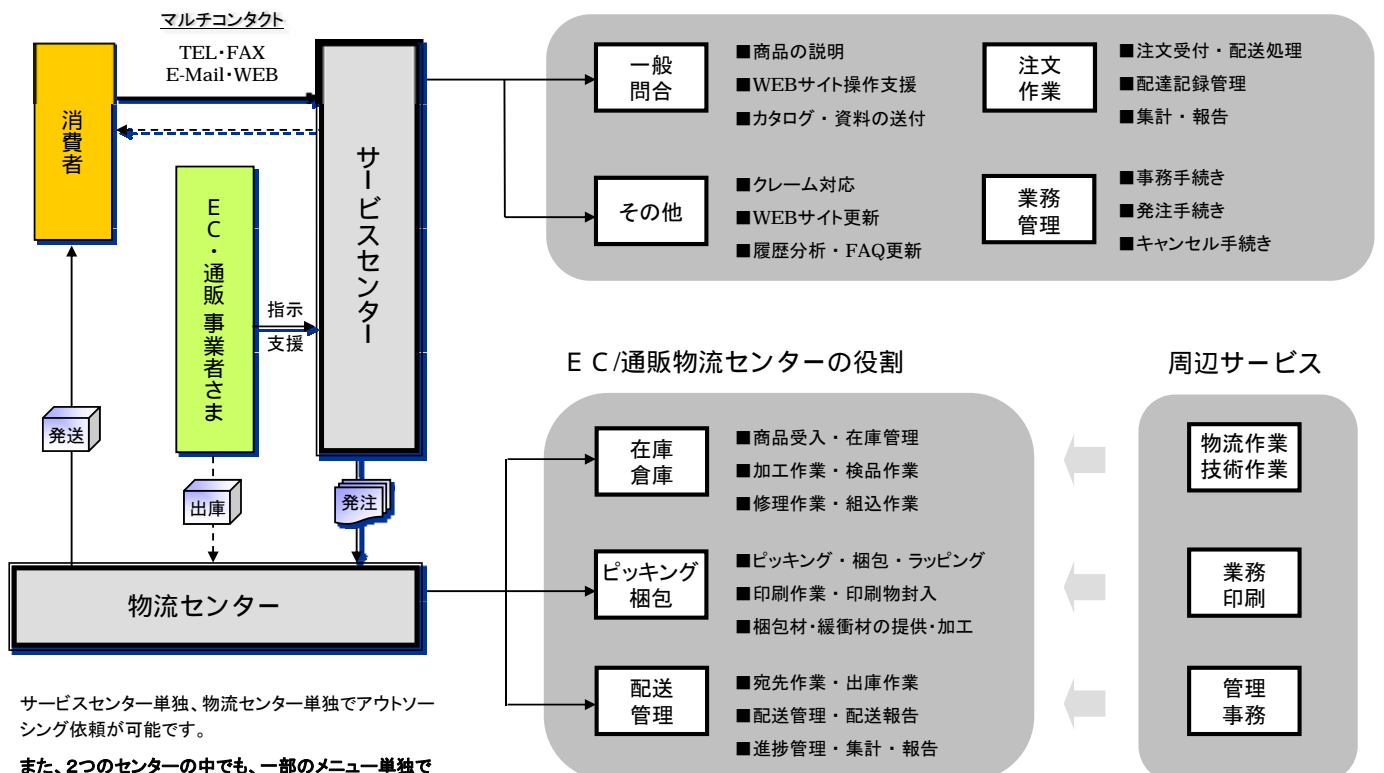 マルチコンタクト
TEL・FAX
E-Mail・WEB
消費者
EC・通販 事業者さま
サービスセンター
指示
支援
発送
出庫
発注
物流センター
サービスセンター単独、物流センター単独でアウトソー
シング依頼が可能です。
また、2つのセンターの中でも、一部のメニュー単独で
一般
問合
■商品の説明
■WEBサイト操作支援
■カタログ・資料の送付
注文
作業
■注文受付・配送処理
■配達記録管理
■集計・報告
その他
■クレーム対応
■WEBサイト更新
■履歴分析・FAQ更新
業務
管理
■事務手続き
■発注手続き
■キャンセル手続き
EC/通販物流センターの役割
在庫
倉庫
■商品受入・在庫管理
■加工作業・検品作業
■修理作業・組込作業
ピッキング
梱包
■ピッキング・梱包・ラッピング
■印刷作業・印刷物封入
■梱包材・緩衝材の提供・加工
配送
管理
■宛先作業・出庫作業
■配送管理・配送報告
■進捗管理・集計・報告
周辺サービス
物流作業
技術作業
業務
印刷
管理
事務